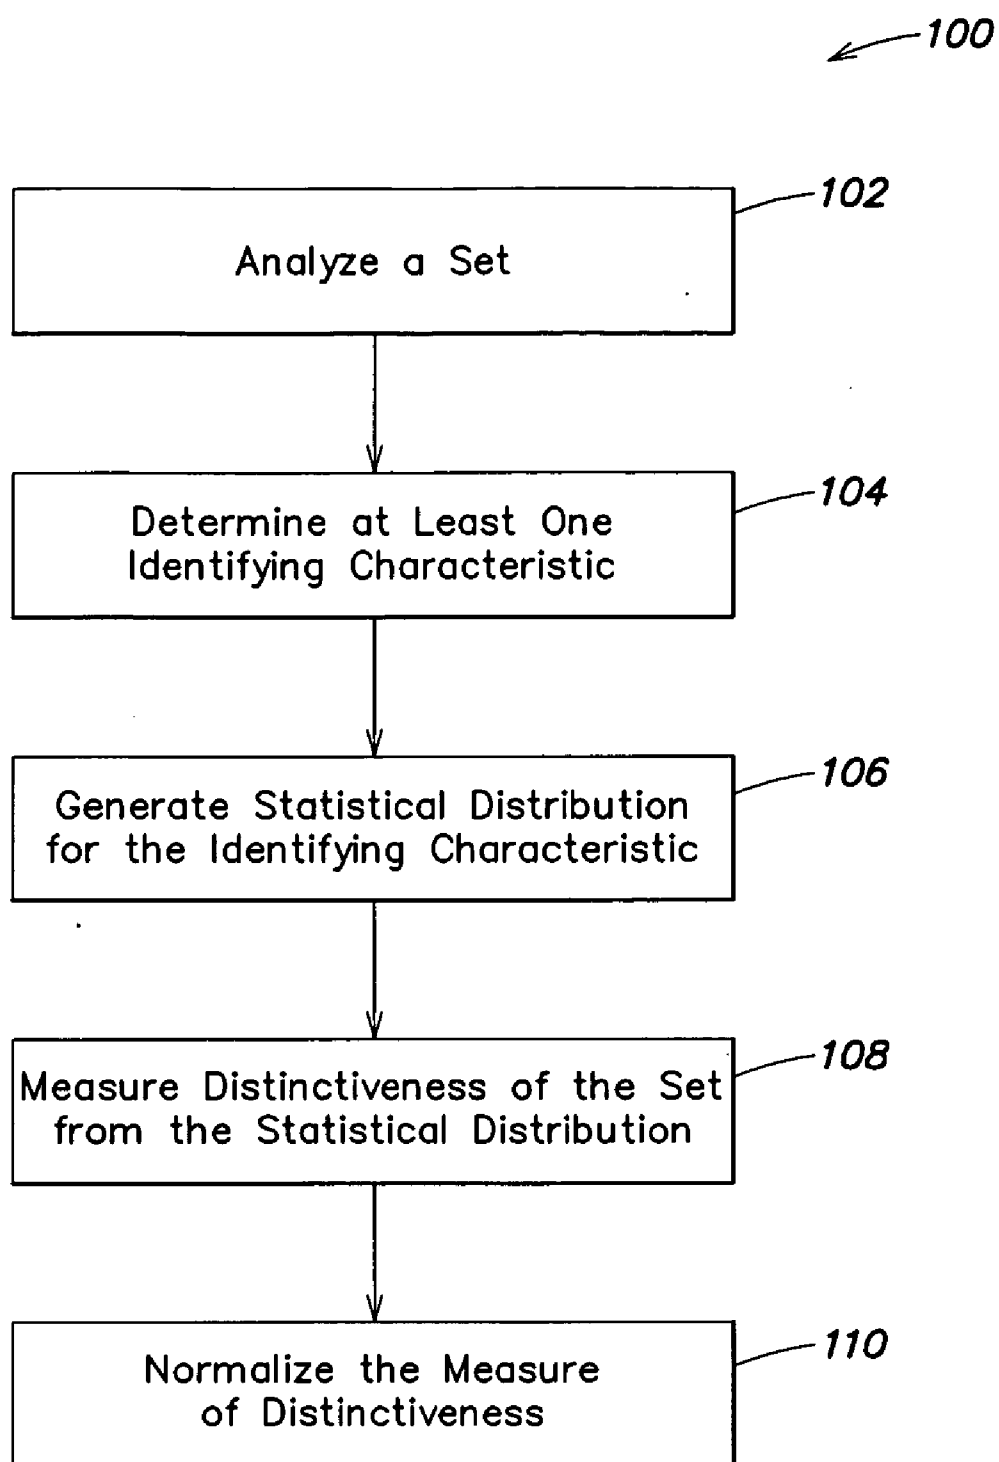 100
102
Analyze a Set
104
Determine at Least One
Identifying Characteristic
106
Generate Statistical Distribution
for the Identifying Characteristic
108
Measure Distinctiveness of the Set
from the Statistical Distribution
110
Normalize the Measure
of Distinctiveness